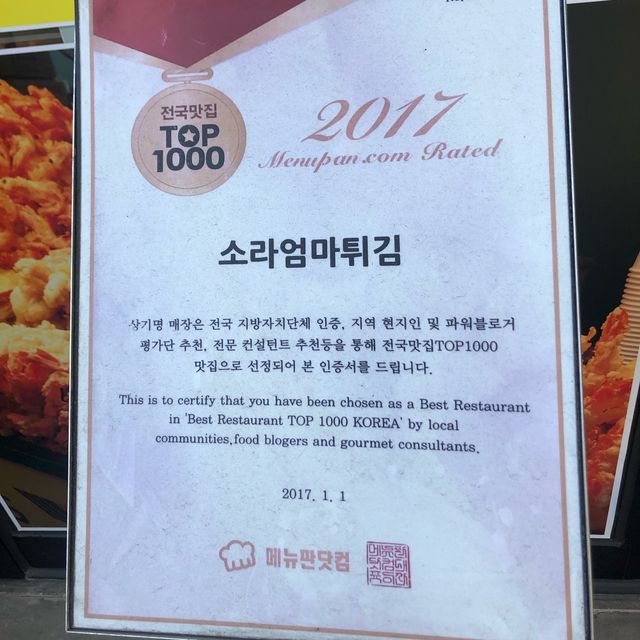 전국맛집
TOP
1000
2017
Menupan.com Rated
소라엄마튀김
상기명 매장은 전국 지방자치단체 인증, 지역 현지인 및 파워블로거
평가단 추천, 전문 컨설턴트 추천등을 통해 전국맛집TOP1000
맛집으로 선정되어 본 인증서를 드립니다.
This is to certify that you have been chosen as a Best Restaurant
in 'Best Restaurant TOP 1000 KOREA' by local
communities,food blogers and gourmet consultants.
2017. 1. 1
메뉴판닷컴